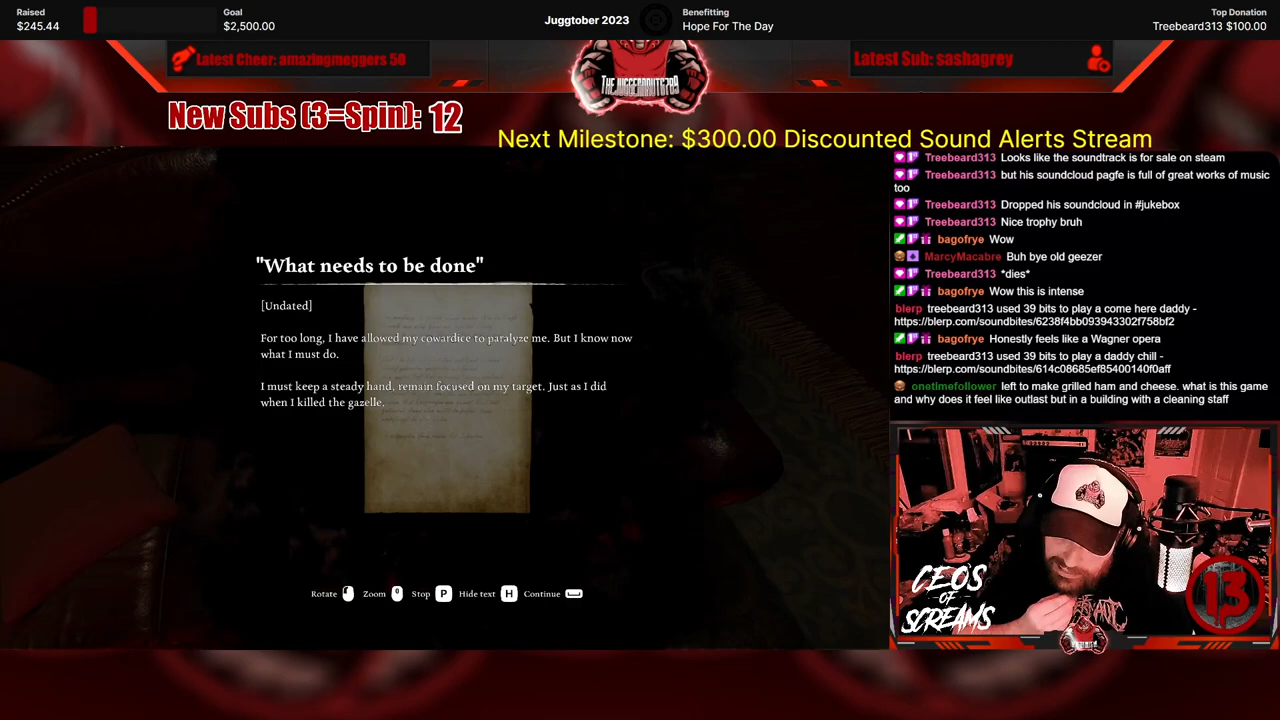 Raised
$245.44
Goal
$2,500.00
Juggtober 2023
Benefitting
Hope For The Day
Top Donation
Treebeard313 $100.00
Latest Cheer: amazingmeggers 50
THEJUGGERNAUT6789
Latest Sub: sashagrey
New Subs (3=Spin): 12
Next Milestone: $300.00 Discounted Sound Alerts Stream
Treebeard313 Looks like the soundtrack is for sale on steam
Treebeard313 but his soundcloud pagfe is full of great works of music
too
Treebeard313 Dropped his soundcloud in #jukebox
Treebeard313 Nice trophy bruh
bagofrye Wow
MarcyMacabre Buh bye old geezer
Treebeard313 *dies*
bagofrye Wow this is intense
blerp treebeard313 used 39 bits to play a come here daddy -
https://blerp.com/soundbites/6238f4bb093943302f758bf2
bagofrye Honestly feels like a Wagner opera
blerp treebeard313 used 39 bits to play a daddy chill -
https://blerp.com/soundbites/614c08685ef85400140f0aff
onetimefollower left to make grilled ham and cheese. what is this game
and why does it feel like outlast but in a building with a cleaning staff
"What needs to be done"
[Undated]
For too long, I have allowed my cowardice to paralyze me. But I know now
what I must do.
I must keep a steady hand, remain focused on my target. Just as I did
when I killed the gazelle.
Rotate Zoom Stop P Hide text H Continue
CEOS
OF
SCREAMS
13